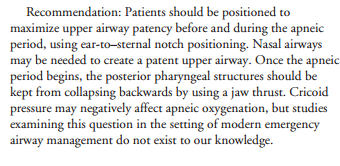 Recommendation: Patients should be positioned to
maximize upper airway patency before and during the apneic
period, using ear-to–sternal notch positioning. Nasal airways
may be needed to create a patent upper airway. Once the apneic
period begins, the posterior pharyngeal structures should be
kept from collapsing backwards by using a jaw thrust. Cricoid
pressure may negatively affect apneic oxygenation, but studies
examining this question in the setting of modern emergency
airway management do not exist to our knowledge.